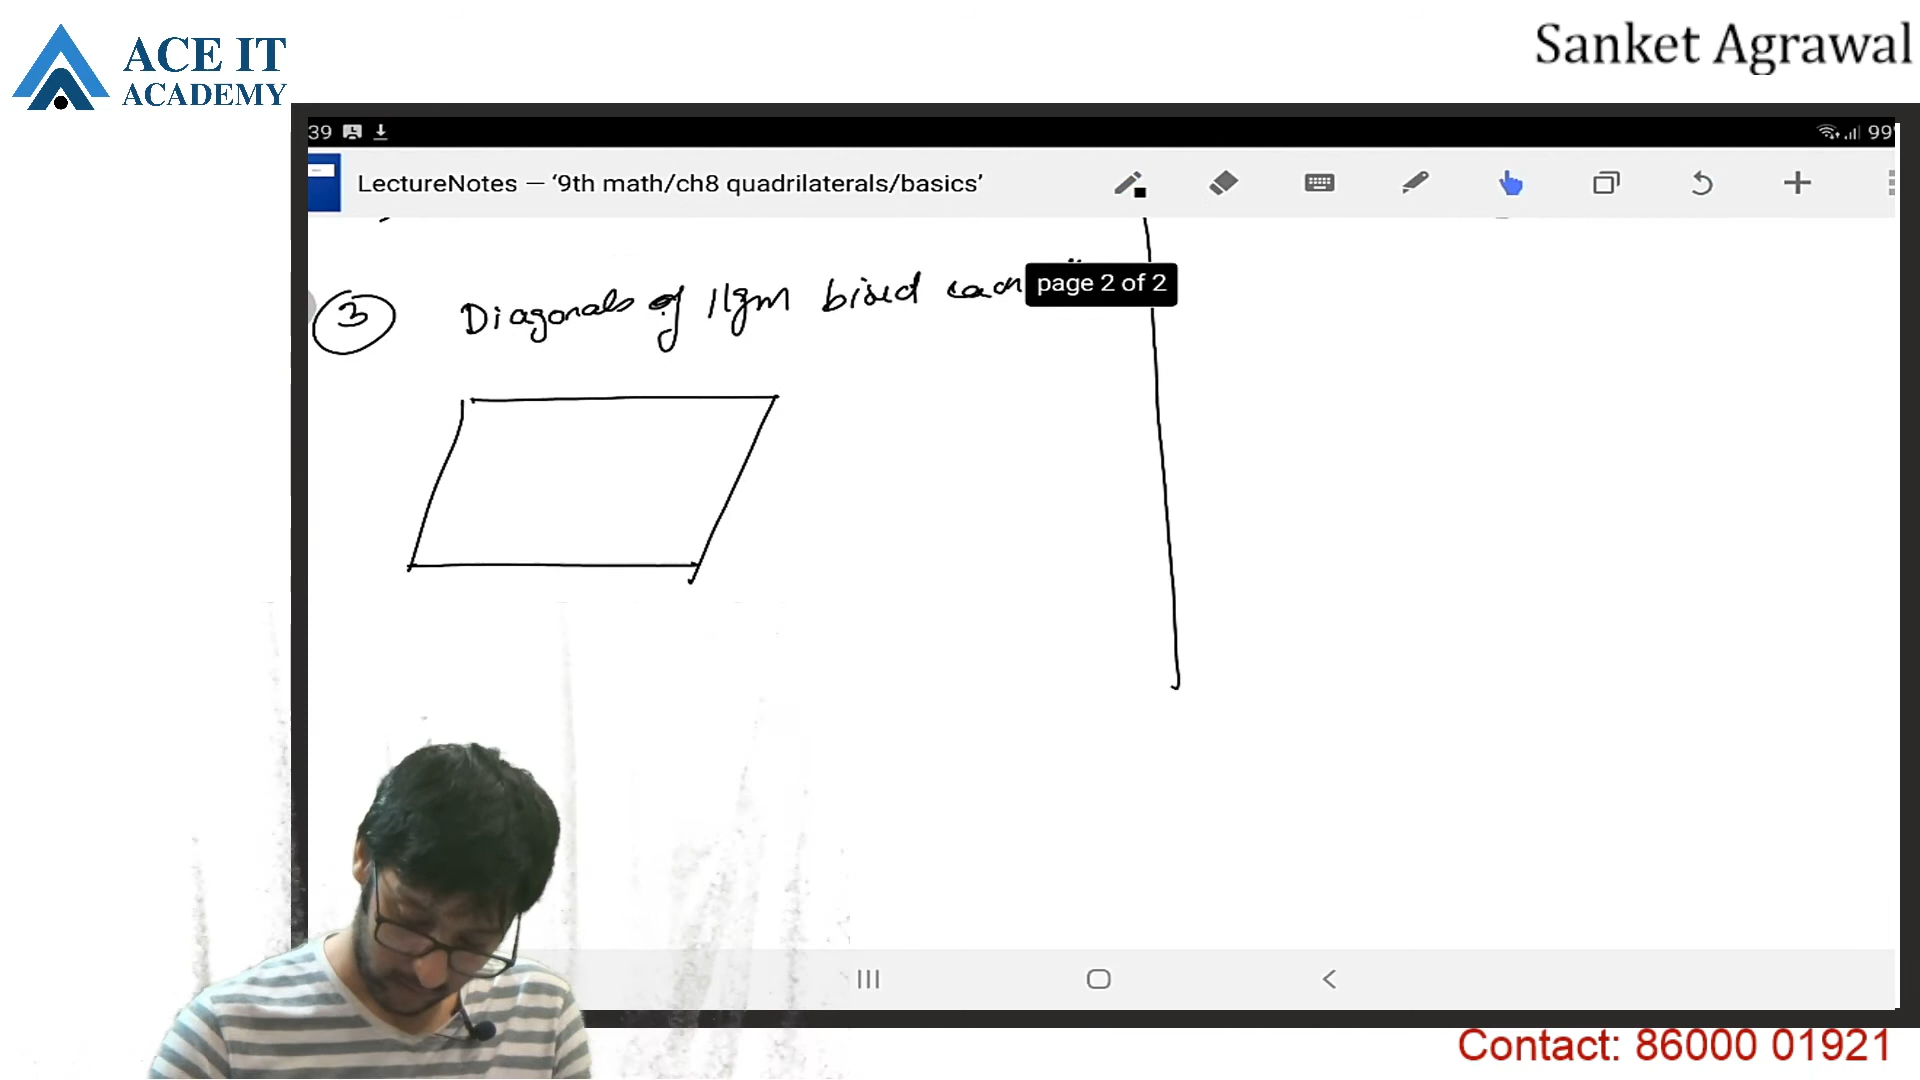 ACE IT
ACADEMY
Sanket Agrawal
39
99
LectureNotes — ‘9th math/ch8 quadrilaterals/basics’
page 2 of 2
3 Diagonals of llgm bisect each
Contact: 86000 01921